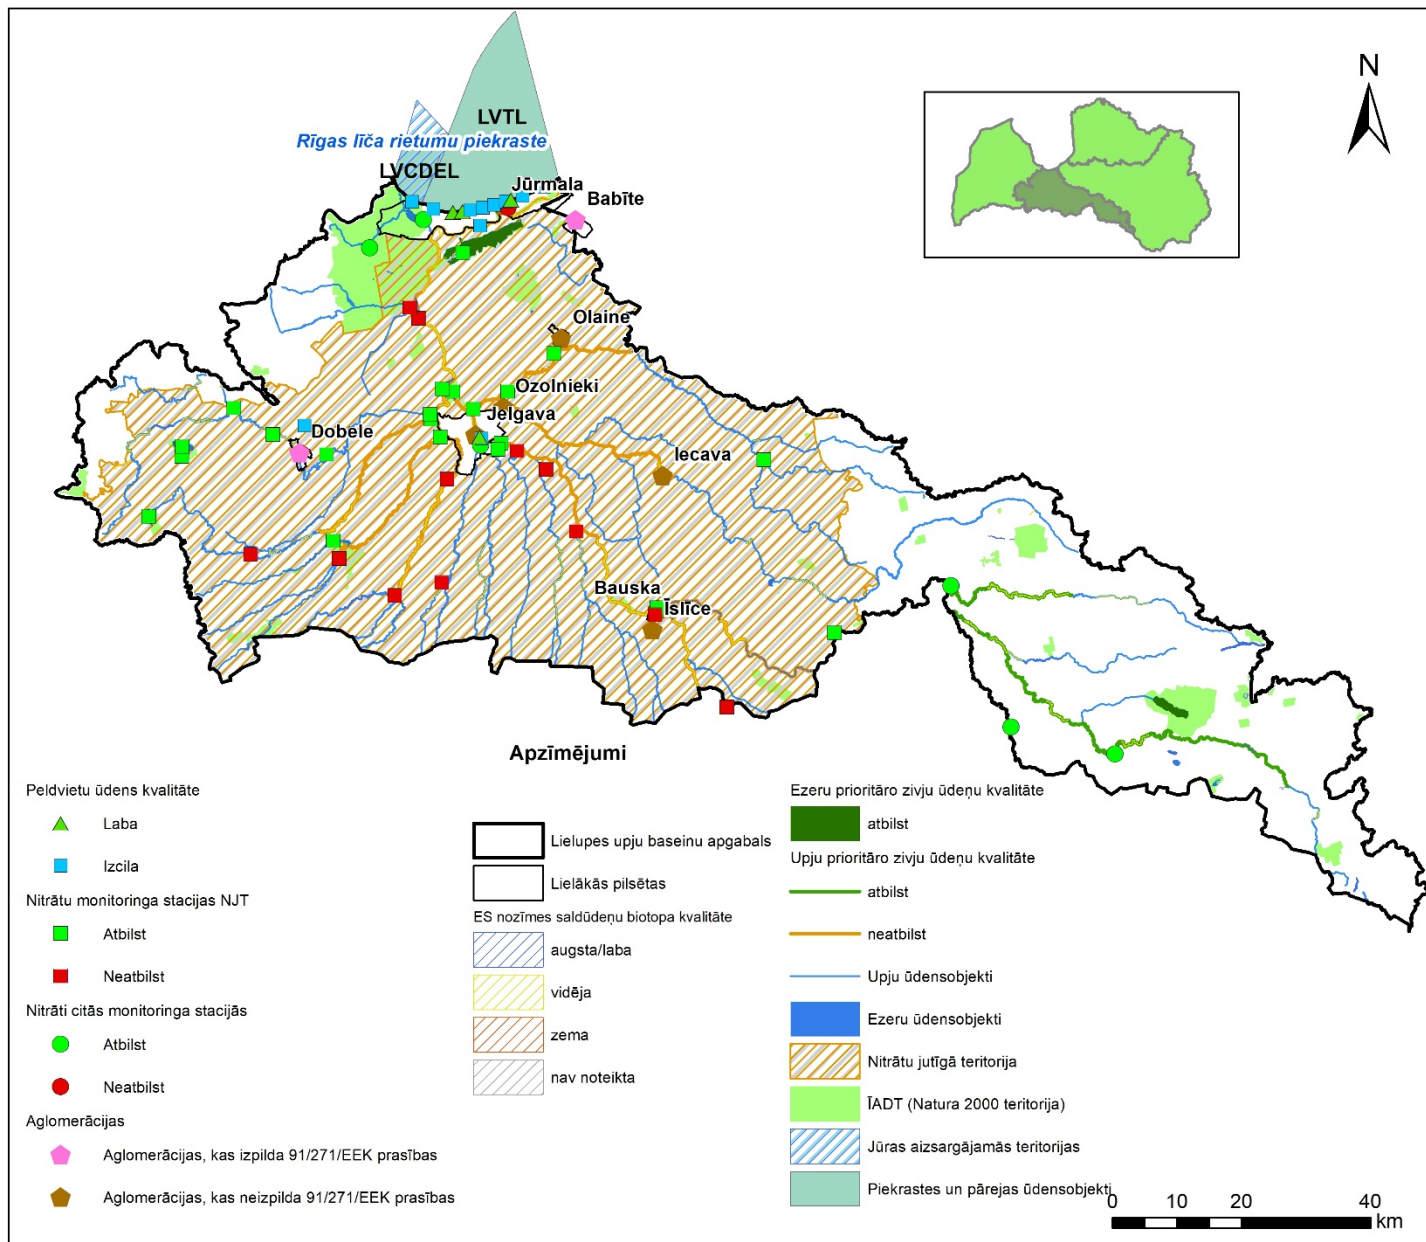 N
LVTL
Rīgas līča rietumu piekraste
LVCDEL
Jūrmala
Babīte
Olaine
Ozolnieki
Jelgava
Dobele
Iecava
Bauska
Īslīce
Apzīmējumi
Peldvietu ūdens kvalitāte
Laba
Izcila
Nitrātu monitoringa stacijas NJT
Atbilst
Neatbilst
Nitrāti citās monitoringa stacijās
Atbilst
Neatbilst
Aglomerācijas
Aglomerācijas, kas izpilda 91/271/EEK prasības
Aglomerācijas, kas neizpilda 91/271/EEK prasības
Lielupes upju baseinu apgabals
Lielākās pilsētas
ES nozīmes saldūdeņu biotopa kvalitāte
augsta/laba
vidēja
zema
nav noteikta
Ezeru prioritāro zivju ūdeņu kvalitāte
atbilst
Upju prioritāro zivju ūdeņu kvalitāte
atbilst
neatbilst
Upju ūdensobjekti
Ezeru ūdensobjekti
Nitrātu jutīgā teritorija
ĪADT (Natura 2000 teritorija)
Jūras aizsargājamās teritorijas
Piekrastes un pārejas ūdensobjekti
0 10 20 40
km